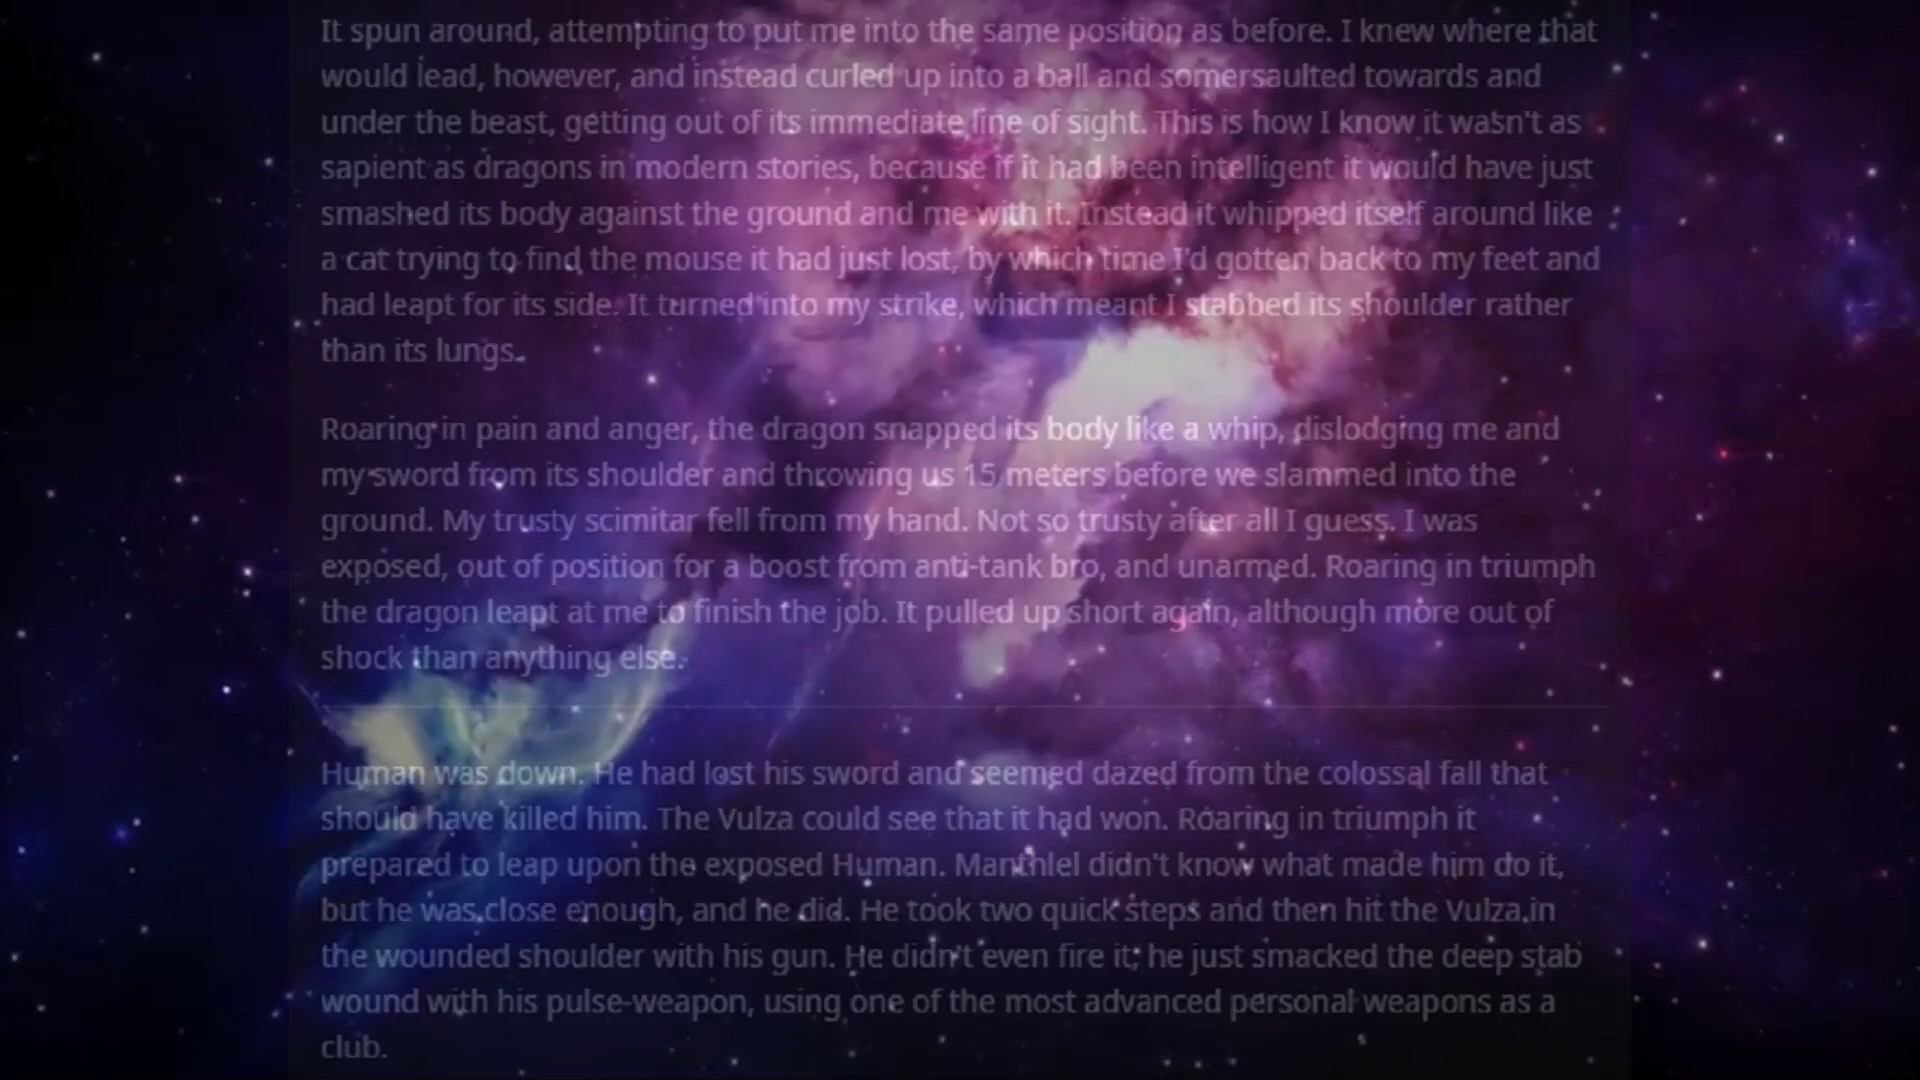 It spun around, attempting to put me into the same position as before. I knew where that
would lead, however, and instead curled up into a ball and somersaulted towards and
under the beast, getting out of its immediate line of sight. This is how I know it wasn't as
sapient as dragons in modern stories, because if it had been intelligent it would have just
smashed its body against the ground and me with it. Instead it whipped itself around like
a cat trying to find the mouse it had just lost, by which time I'd gotten back to my feet and
had leapt for its side. It turned into my strike, which meant I stabbed its shoulder rather
than its lungs.
Roaring in pain and anger, the dragon snapped its body like a whip, dislodging me and
my sword from its shoulder and throwing us 15 meters before we slammed into the
ground. My trusty scimitar fell from my hand. Not so trusty after all I guess. I was
exposed, out of position for a boost from anti-tank bro, and unarmed. Roaring in triumph
the dragon leapt at me to finish the job. It pulled up short again, although more out of
shock than anything else.
Human was down. He had lost his sword and seemed dazed from the colossal fall that
should have killed him. The Vulza could see that it had won. Roaring in triumph it
prepared to leap upon the exposed Human. Manthlel didn't know what made him do it,
but he was close enough, and he did. He took two quick steps and then hit the Vulza in
the wounded shoulder with his gun. He didn't even fire it; he just smacked the deep stab
wound with his pulse-weapon, using one of the most advanced personal weapons as a
club.